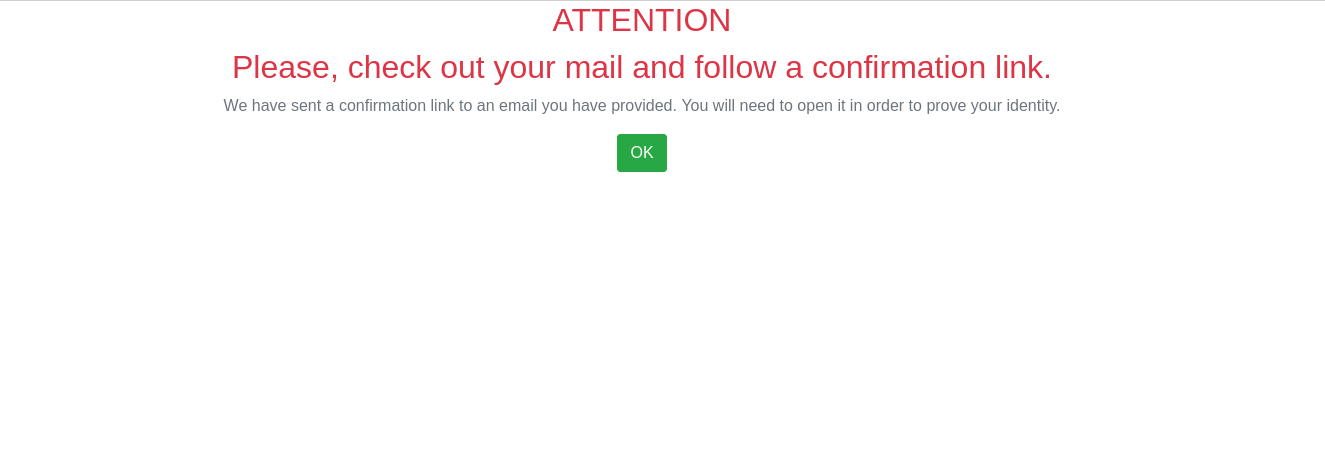 ATTENTION
Please, check out your mail and follow a confirmation link.
We have sent a confirmation link to an email you have provided. You will need to open it in order to prove your identity.
OK